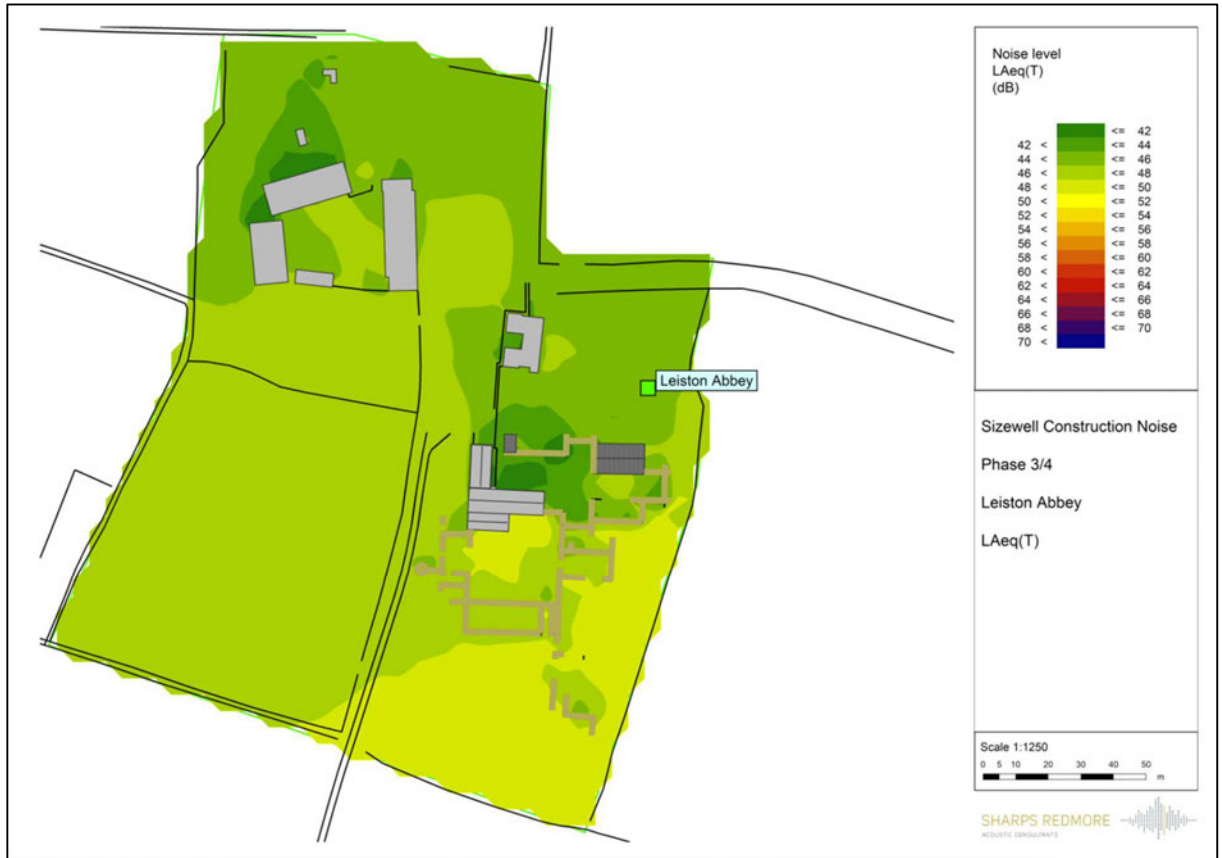 Leiston Abbey
Noise level
LAeq(T)
(dB)
<= 42
42 < <= 44
44 < <= 46
46 < <= 48
48 < <= 50
50 < <= 52
52 < <= 54
54 < <= 56
56 < <= 58
58 < <= 60
60 < <= 62
62 < <= 64
64 < <= 66
66 < <= 68
68 < <= 70
70 <
Sizewell Construction Noise
Phase 3/4
Leiston Abbey
LAeq(T)
Scale 1:1250
0 5 10 20 30 40 50
m
SHARPS REDMORE
ACOUSTIC CONSULTANTS